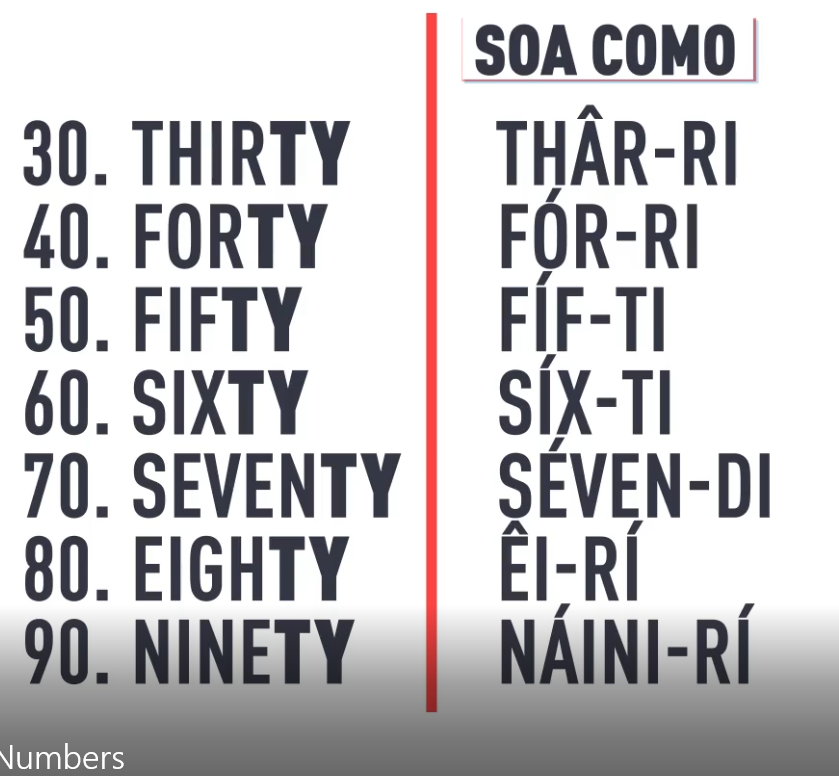 SOA COMO
30. THIRTY THÂR-RI
40. FORTY FÓR-RI
50. FIFTY FÍF-TI
60. SIXTY SÍX-TI
70. SEVENTY SÉVEN-DI
80. EIGHTY ÊI-RÍ
90. NINETY NÁINI-RÍ
Numbers